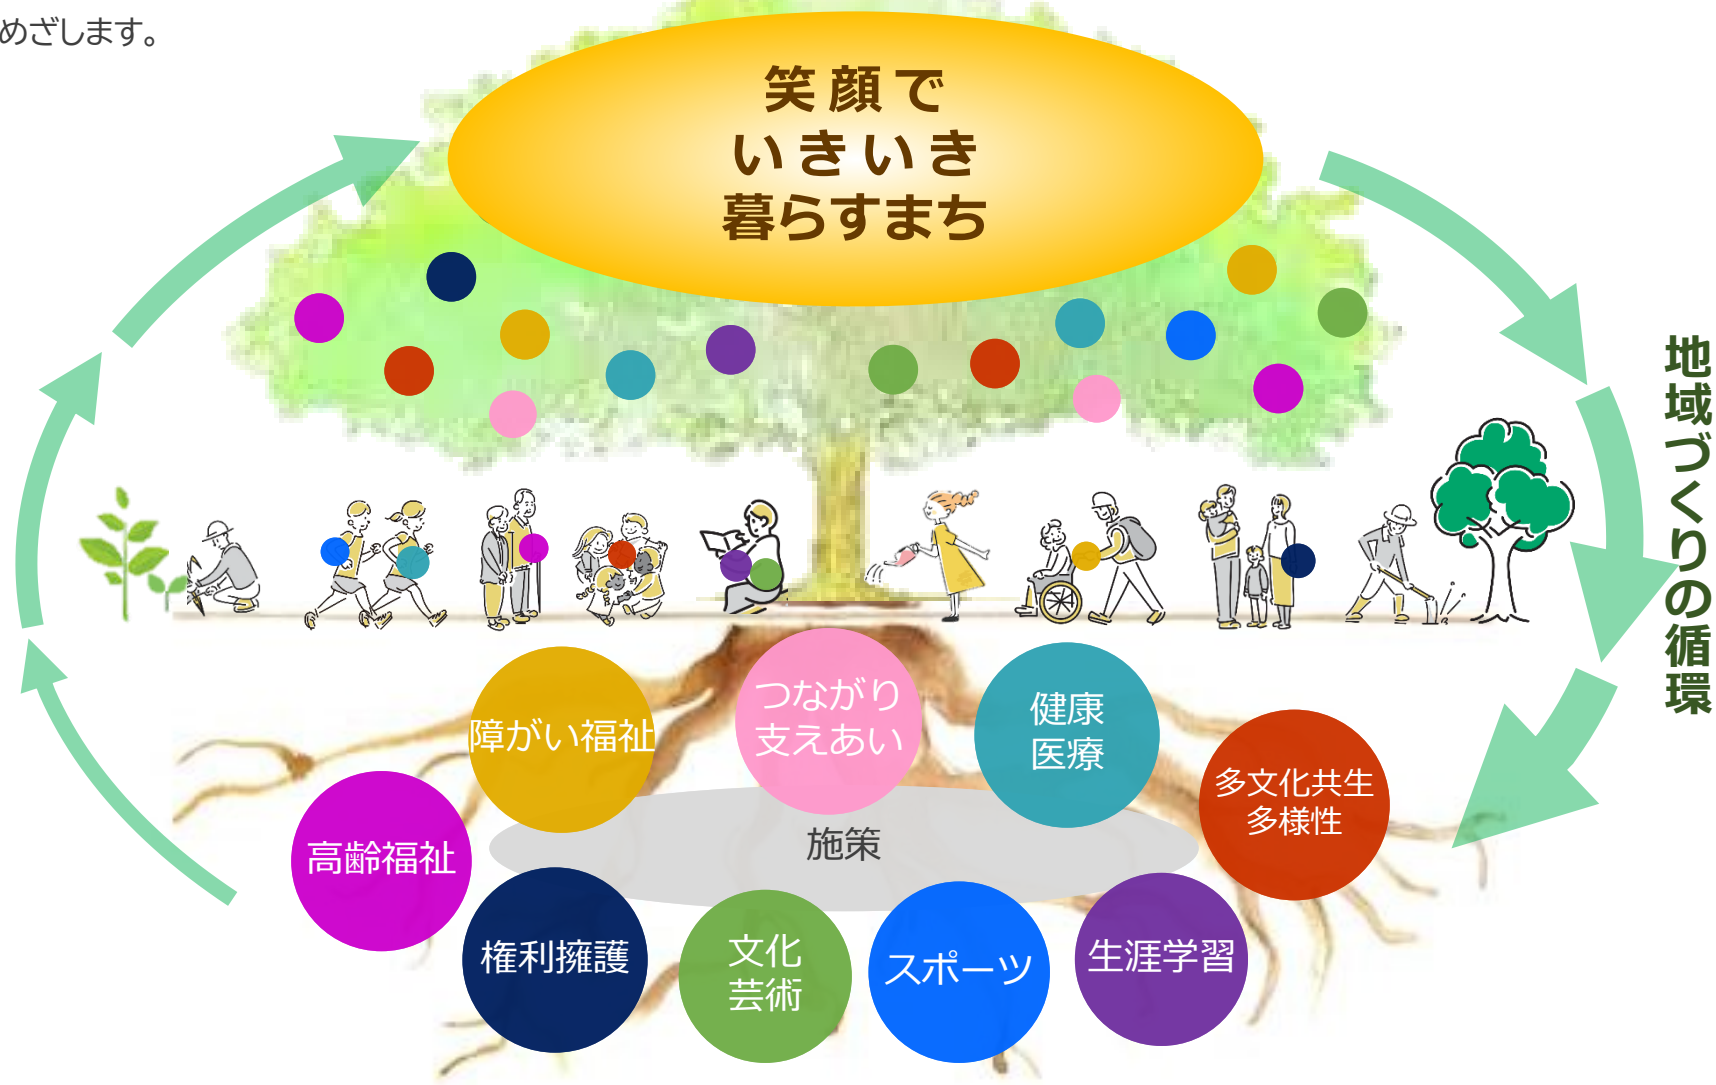 めざします。
笑顔で
いきいき
暮らすまち
地域づくりの循環
つながり
支えあい
障がい福祉
健康
医療
多文化共生
多様性
高齢福祉
施策
権利擁護
文化
芸術
スポーツ
生涯学習